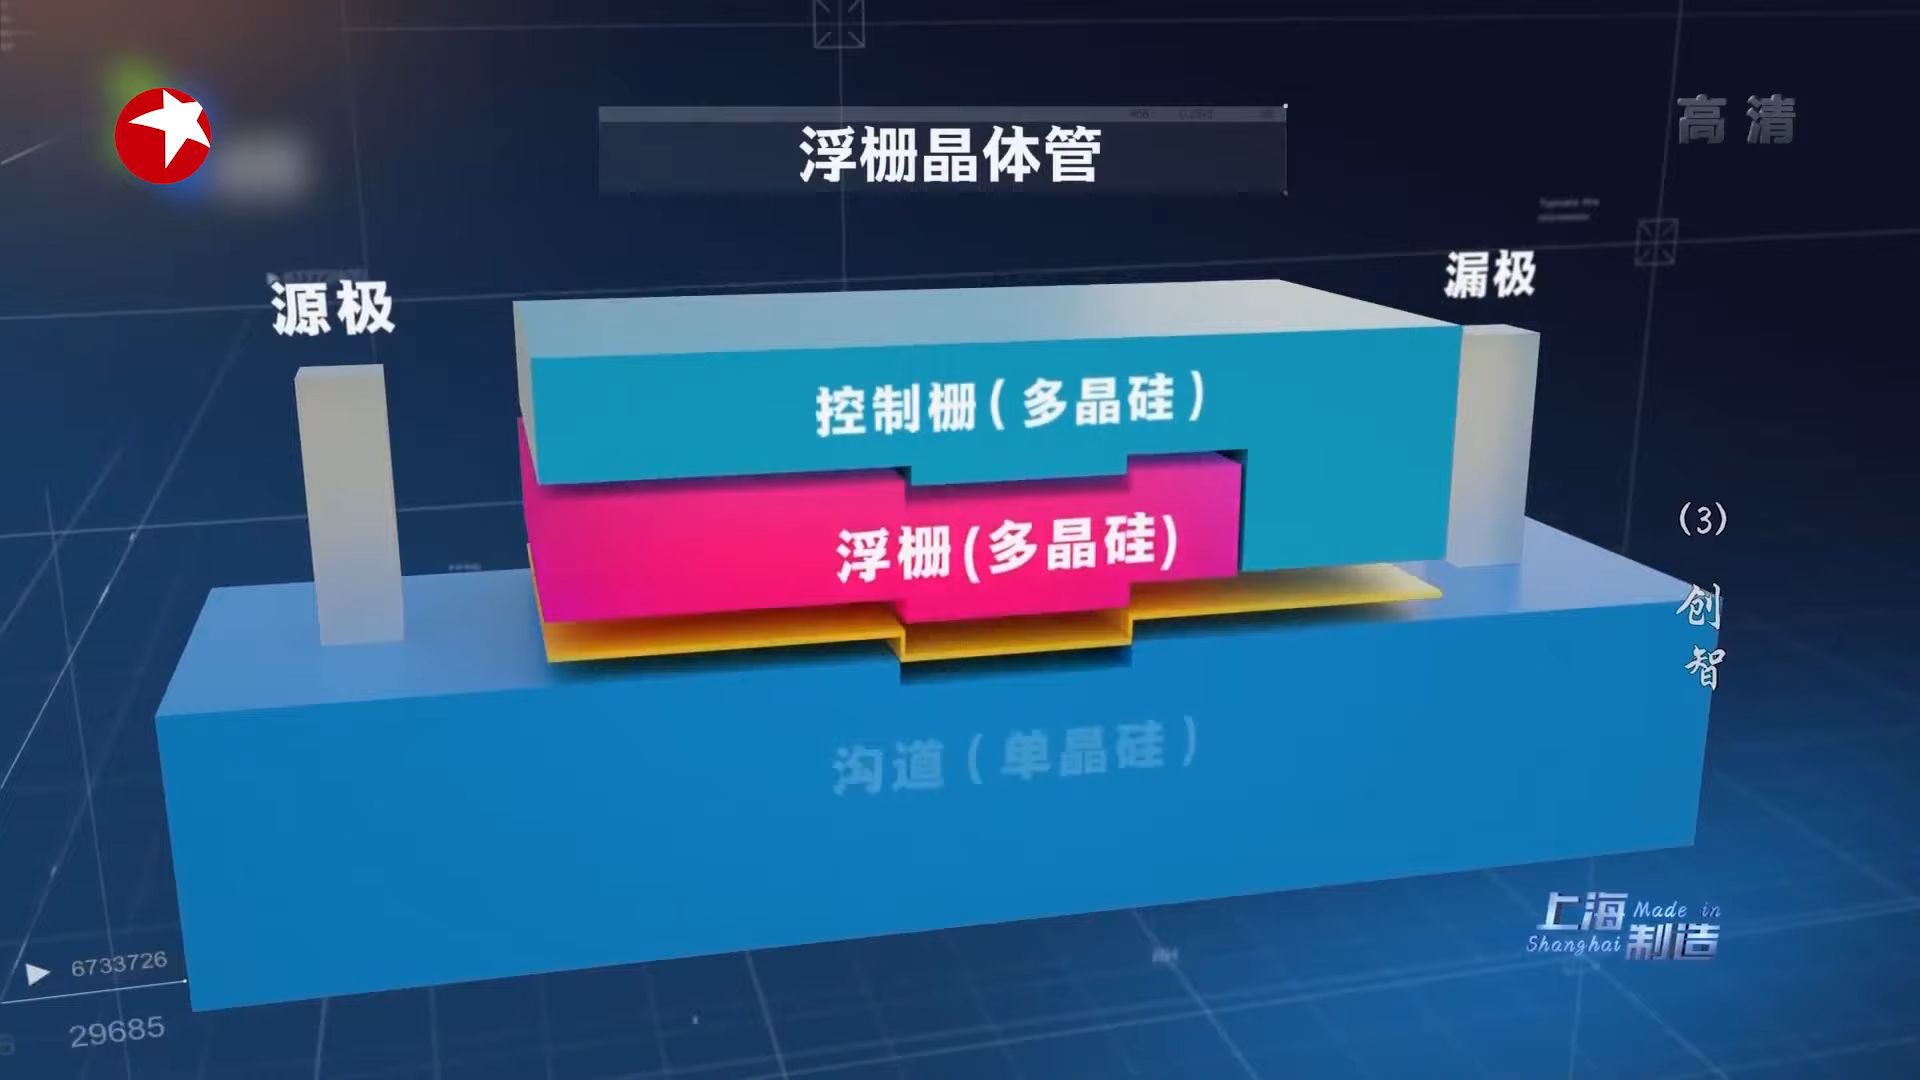 高清
浮栅晶体管
源极
漏极
控制栅(多晶硅)
浮栅(多晶硅)
沟道(单晶硅)
(3)
创智
上海
Made in
Shanghai
制造
6733726
29685